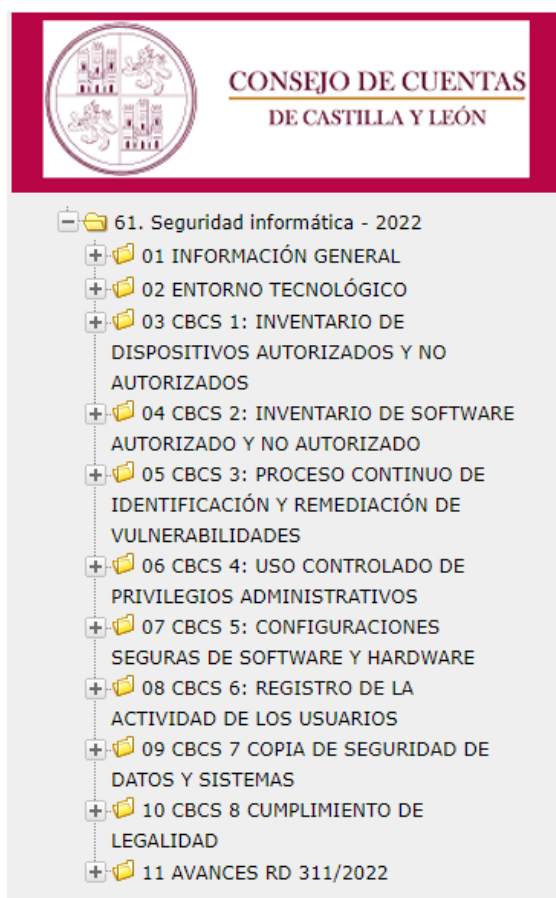 CONSEJO DE CUENTAS
DE CASTILLA Y LEÓN
61. Seguridad informática - 2022
01 INFORMACIÓN GENERAL
02 ENTORNO TECNOLÓGICO
03 CBCS 1: INVENTARIO DE
DISPOSITIVOS AUTORIZADOS Y NO
AUTORIZADOS
04 CBCS 2: INVENTARIO DE SOFTWARE
AUTORIZADO Y NO AUTORIZADO
05 CBCS 3: PROCESO CONTINUO DE
IDENTIFICACIÓN Y REMEDIACIÓN DE
VULNERABILIDADES
06 CBCS 4: USO CONTROLADO DE
PRIVILEGIOS ADMINISTRATIVOS
07 CBCS 5: CONFIGURACIONES
SEGURAS DE SOFTWARE Y HARDWARE
08 CBCS 6: REGISTRO DE LA
ACTIVIDAD DE LOS USUARIOS
09 CBCS 7 COPIA DE SEGURIDAD DE
DATOS Y SISTEMAS
10 CBCS 8 CUMPLIMIENTO DE
LEGALIDAD
11 AVANCES RD 311/2022